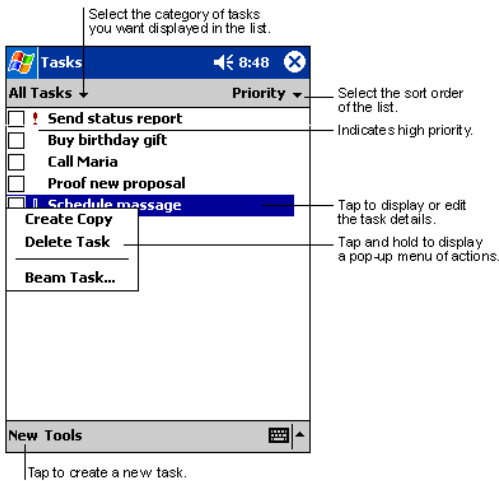 Select the category of tasks
you want displayed in the list.
Tasks 8:48
All Tasks Priority
Select the sort order
of the list.
! Send status report
Indicates high priority.
Buy birthday gift
Call Maria
Proof new proposal
Schedule massage
Tap to display or edit
the task details.
Create Copy
Delete Task
Tap and hold to display
a pop-up menu of actions.
Beam Task...
New Tools
Tap to create a new task.